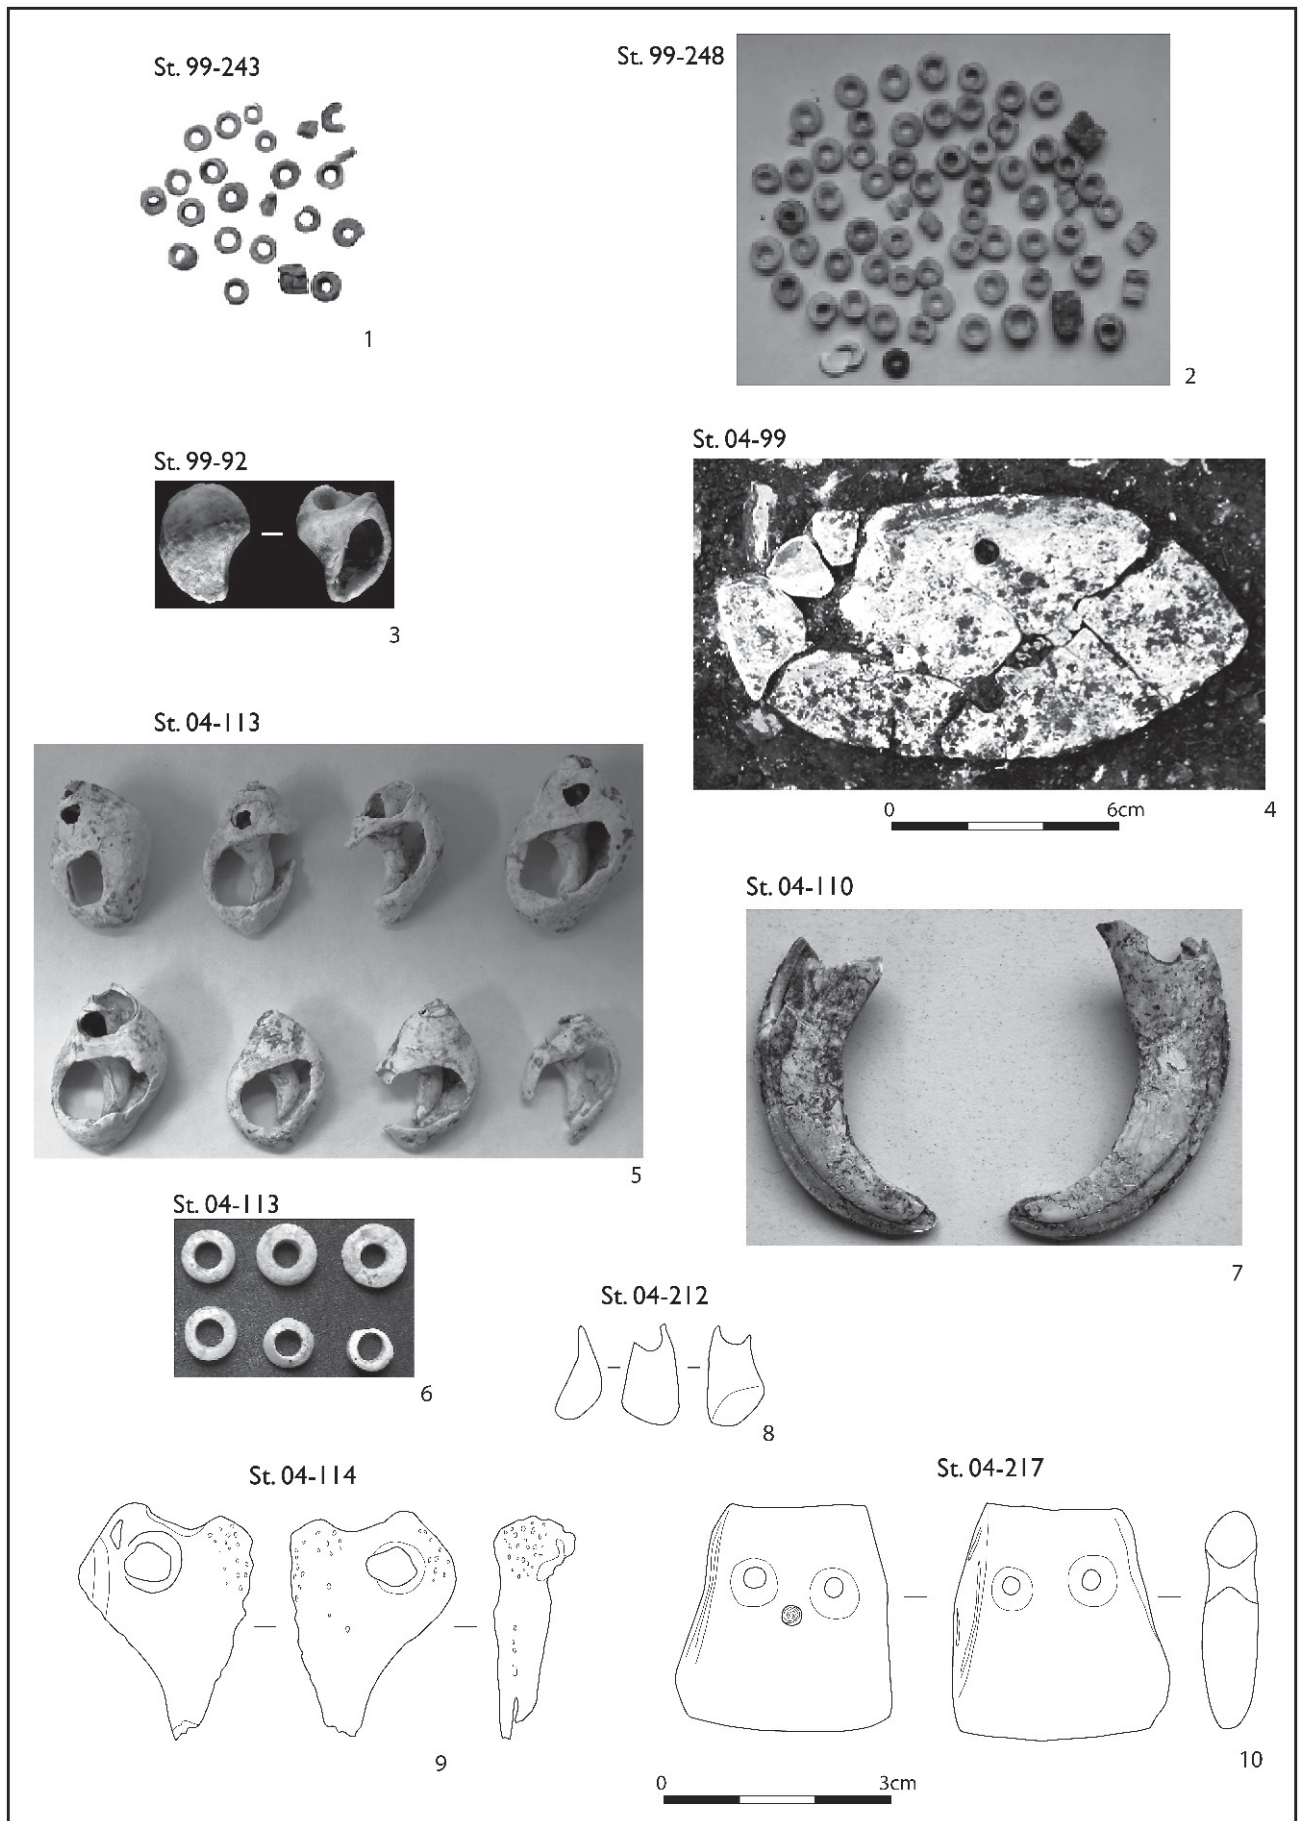 St. 99-243
St. 99-248
1
2
St. 99-92
St. 04-99
3
0 6cm
4
St. 04-113
St. 04-110
5
St. 04-113
7
6
St. 04-212
8
St. 04-114
St. 04-217
9
10
0 3cm